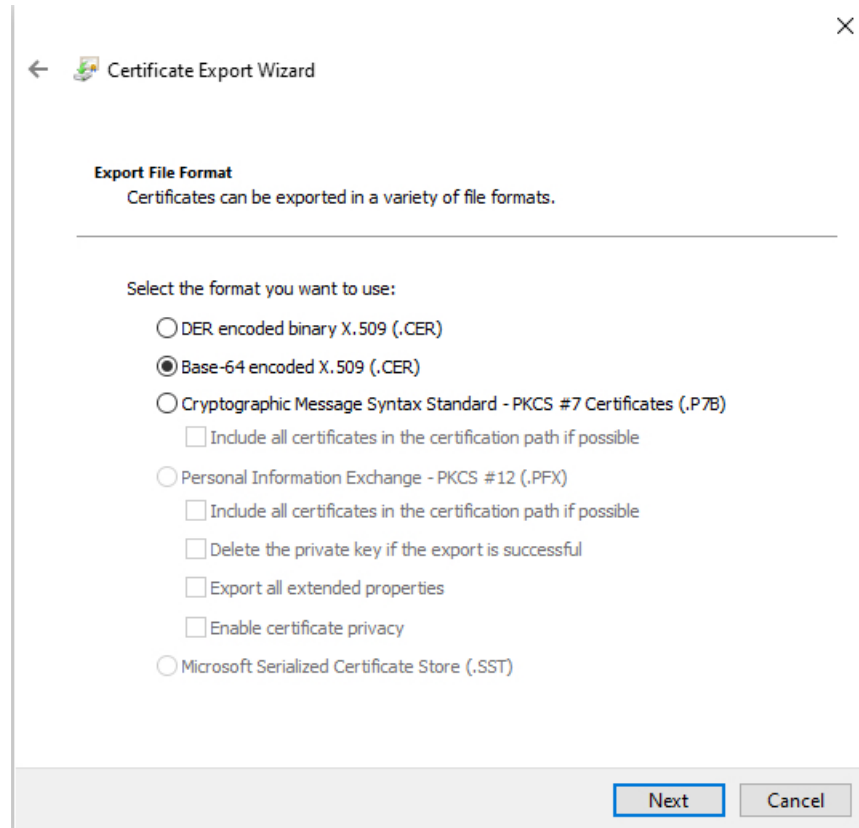 Certificate Export Wizard
Export File Format
Certificates can be exported in a variety of file formats.
Select the format you want to use:
DER encoded binary X.509 (.CER)
Base-64 encoded X.509 (.CER)
Cryptographic Message Syntax Standard - PKCS #7 Certificates (.P7B)
Include all certificates in the certification path if possible
Personal Information Exchange - PKCS #12 (.PFX)
Include all certificates in the certification path if possible
Delete the private key if the export is successful
Export all extended properties
Enable certificate privacy
Microsoft Serialized Certificate Store (.SST)
Next Cancel